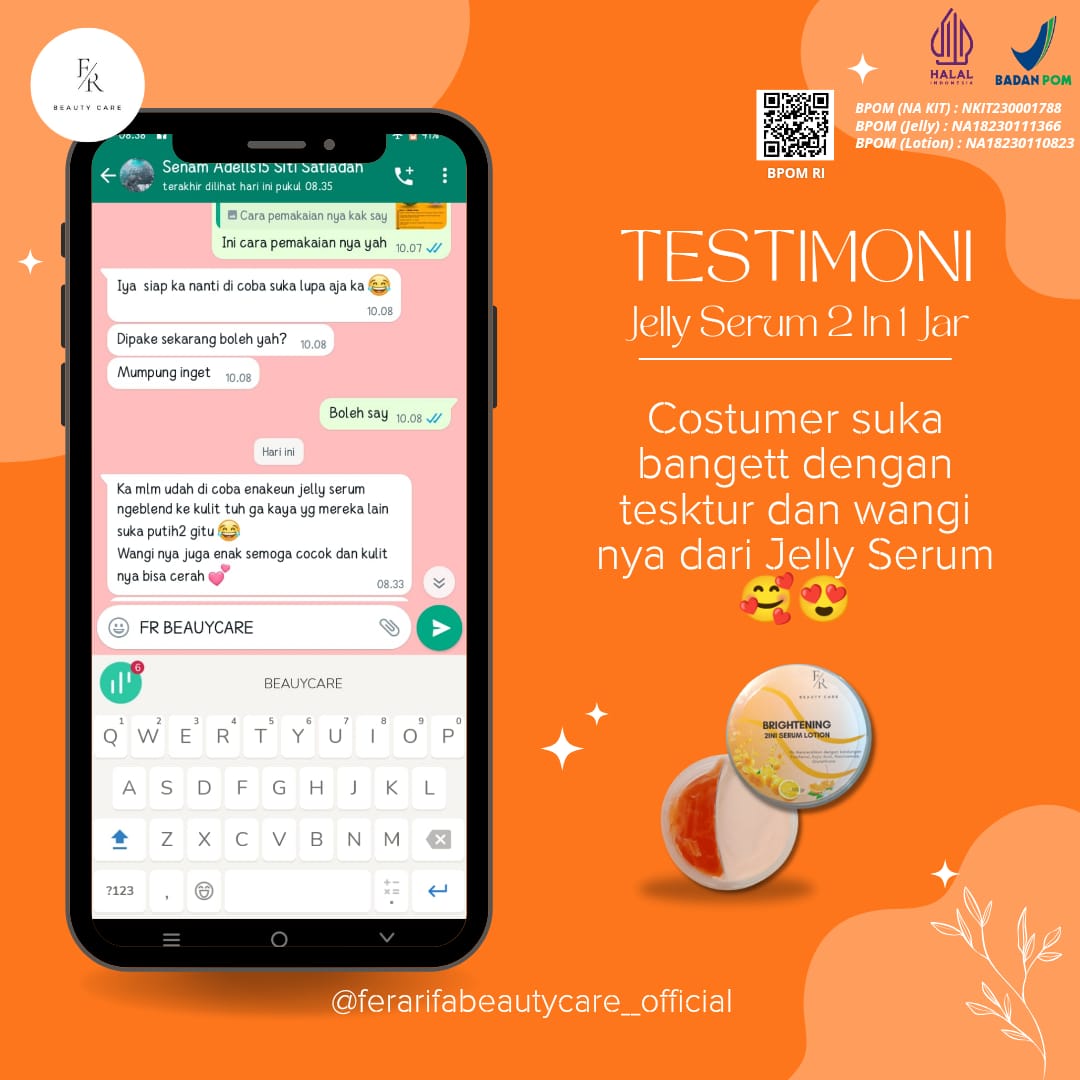 F/R
BEAUTY CARE
HALAL
INDONESIA
BADAN POM
BPOM (NA KIT) : NKIT230001788
BPOM (Jelly) : NA18230111366
BPOM (Lotion) : NA18230110823
BPOM RI
TESTIMONI
Jelly Serum 2 In 1 Jar
Costumer suka
bangett dengan
tesktur dan wangi
nya dari Jelly Serum
🥰😍
08.38
41%
Senam Adelis15 Siti Satiadah
terakhir dilihat hari ini pukul 08.35
Cara pemakaian nya kak say
Ini cara pemakaian nya yah 10.07
Iya siap ka nanti di coba suka lupa aja ka 😂
10.08
Dipake sekarang boleh yah? 10.08
Mumpung inget 10.08
Boleh say 10.08
Hari ini
Ka mlm udah di coba enakeun jelly serum
ngeblend ke kulit tuh ga kaya yg mereka lain
suka putih2 gitu 😂
Wangi nya juga enak semoga cocok dan kulit
nya bisa cerah 💕
08.33
FR BEAUYCARE
6
BEAUYCARE
1 2 3 4 5 6 7 8 9 0
Q W E R T Y U I O P
A S D F G H J K L
Z X C V B N M
?123 ,
F/R
BEAUTY CARE
BRIGHTENING
2IN1 SERUM LOTION
@ferarifabeautycare__official